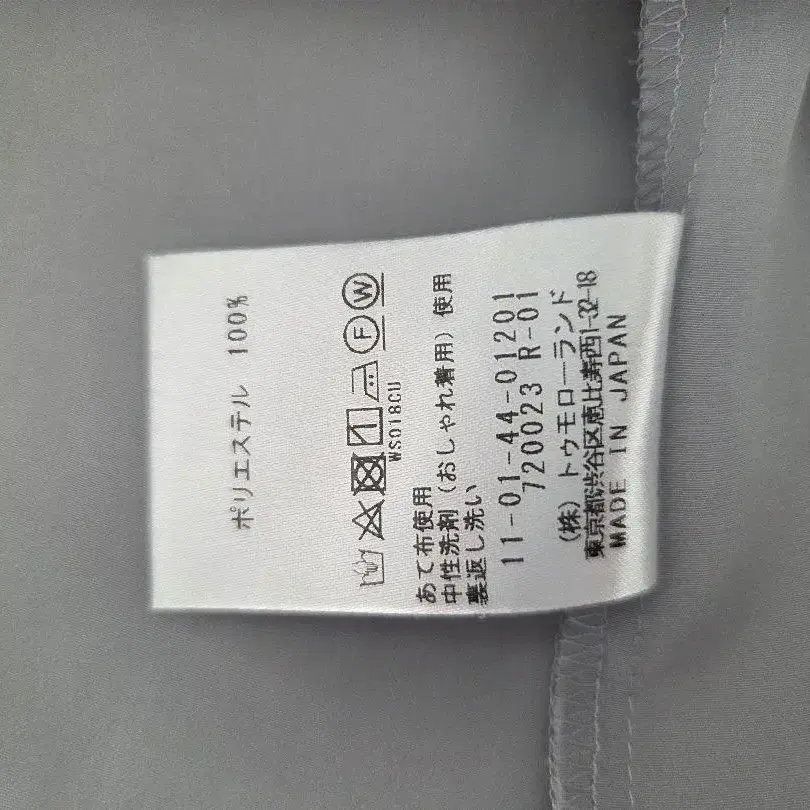 ポリエステル 100%
F W
WS018CU
あて布使用
中性洗剤（おしゃれ着用）使用
裏返し洗い
11-01-44-01201
720023 R-01
（株）トゥモローランド
東京都渋谷区恵比寿西1-32-18
MADE IN JAPAN